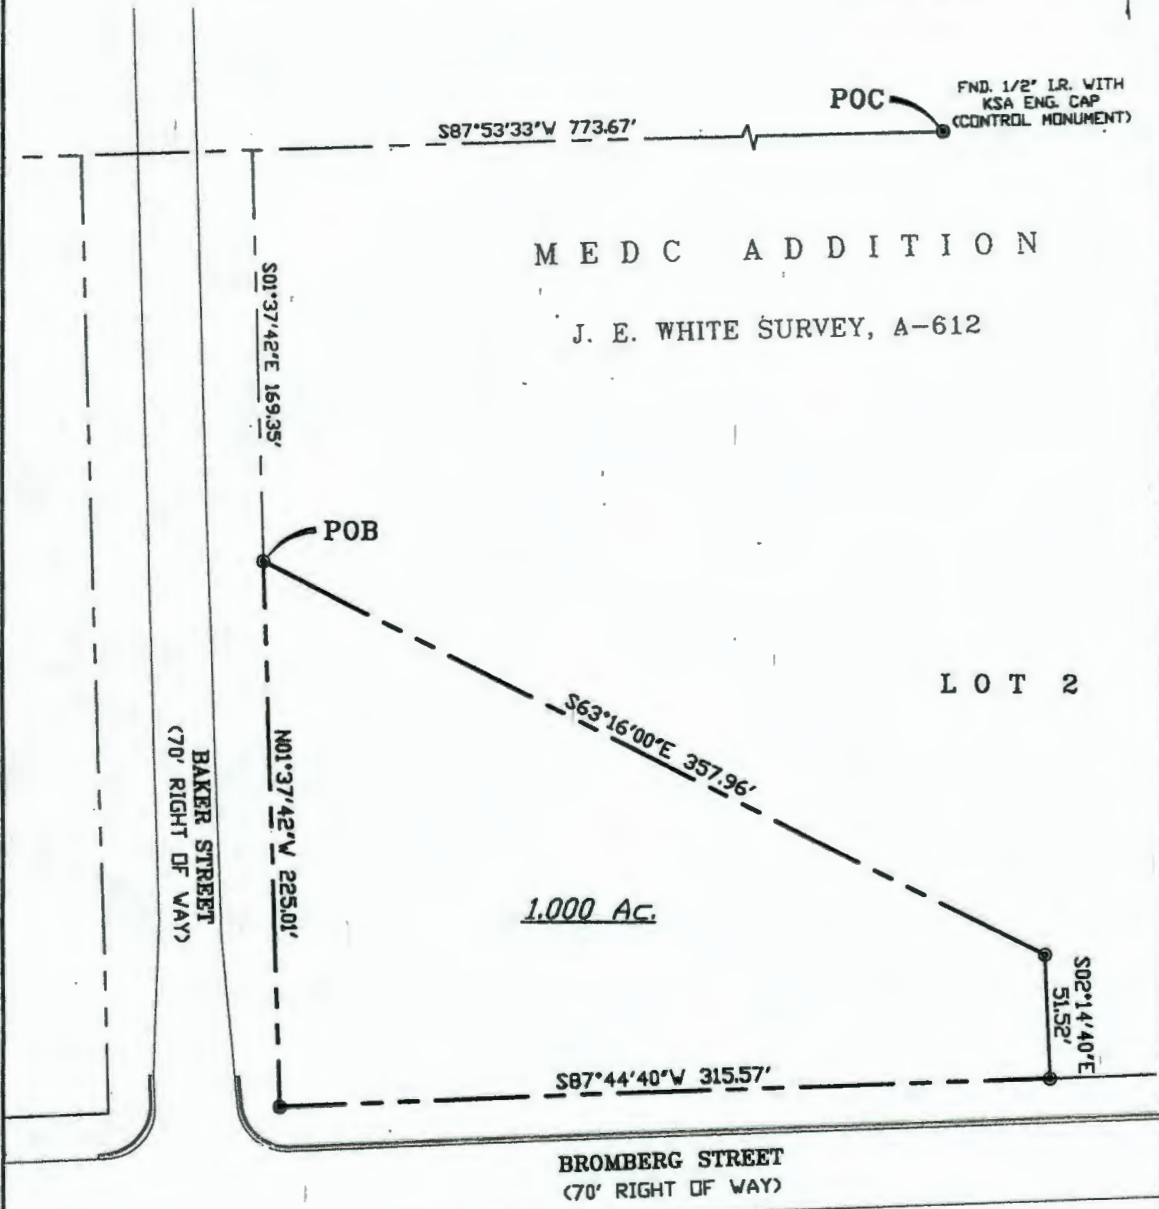 FND. 1/2" I.R. WITH
KSA ENG. CAP
(CONTROL MONUMENT)
POC
S87°53'33"W 773.67'
MEDC ADDITION
J. E. WHITE SURVEY, A-612
S01°37'42"E 169.35'
POB
LOT 2
S63°16'00"E 357.96'
BAKER STREET
(70' RIGHT OF WAY)
N01°37'42"W 225.01'
1.000 Ac.
S02°14'40"E
51.52'
S87°44'40"W 315.57'
BROMBERG STREET
(70' RIGHT OF WAY)